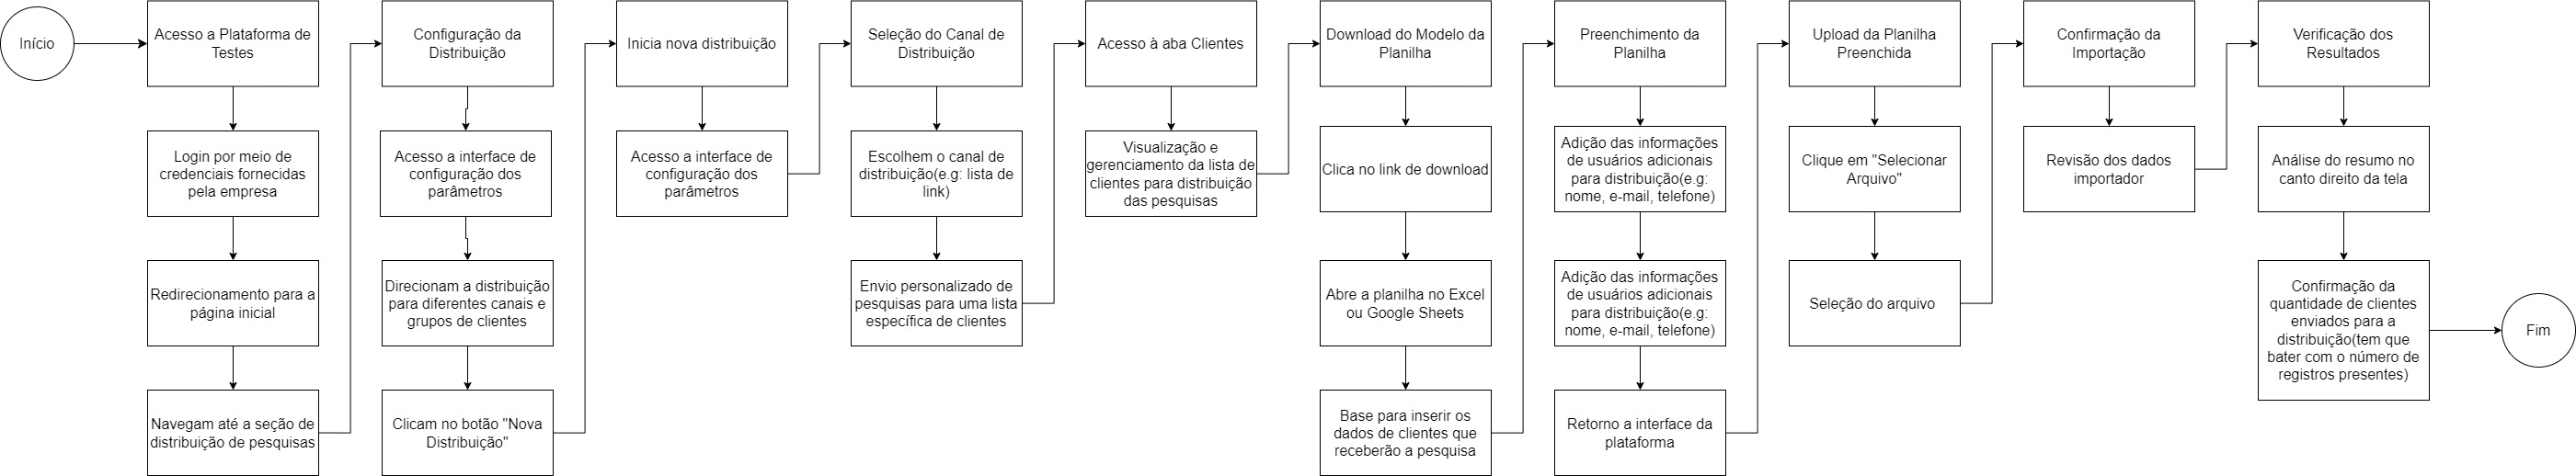 Início
Acesso a Plataforma de
Testes
Login por meio de
credenciais fornecidas
pela empresa
Redirecionamento para a
página inicial
Navegam até a seção de
distribuição de pesquisas
Configuração da
Distribuição
Acesso a interface de
configuração dos
parâmetros
Direcionam a distribuição
para diferentes canais e
grupos de clientes
Clicam no botão "Nova
Distribuição"
Inicia nova distribuição
Acesso a interface de
configuração dos
parâmetros
Seleção do Canal de
Distribuição
Escolhem o canal de
distribuição(e.g: lista de
link)
Envio personalizado de
pesquisas para uma lista
específica de clientes
Acesso à aba Clientes
Visualização e
gerenciamento da lista de
clientes para distribuição
das pesquisas
Download do Modelo da
Planilha
Clica no link de download
Abre a planilha no Excel
ou Google Sheets
Base para inserir os
dados de clientes que
receberão a pesquisa
Preenchimento da
Planilha
Adição das informações
de usuários adicionais
para distribuição(e.g:
nome, e-mail, telefone)
Adição das informações
de usuários adicionais
para distribuição(e.g:
nome, e-mail, telefone)
Retorno a interface da
plataforma
Upload da Planilha
Preenchida
Clique em "Selecionar
Arquivo"
Seleção do arquivo
Confirmação da
Importação
Revisão dos dados
importador
Verificação dos
Resultados
Análise do resumo no
canto direito da tela
Confirmação da
quantidade de clientes
enviados para a
distribuição(tem que
bater com o número de
registros presentes)
Fim